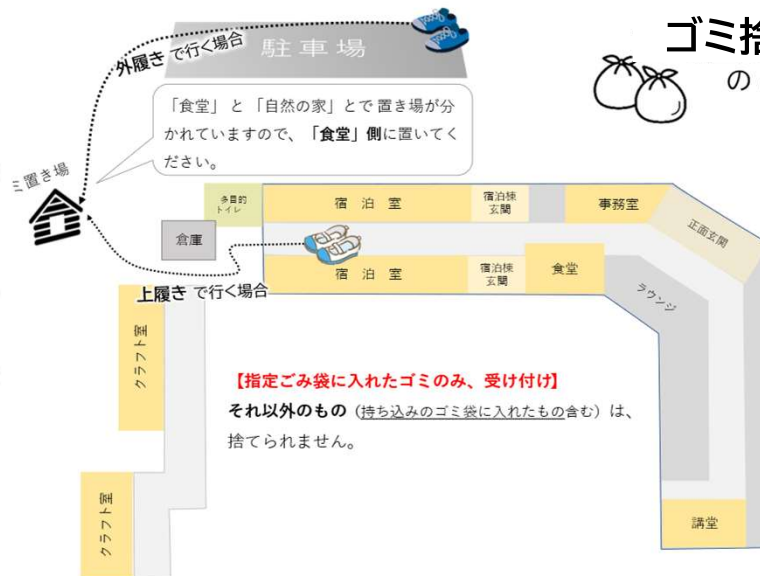 ゴミ捨
の
外履き で行く場合
駐車場
「食堂」 と 「自然の家」とで 置き場が分
かれていますので、「食堂」側に置いてく
ださい。
ミ置き場
多目的
トイレ
宿 泊 室
宿泊棟
玄関
事務室
正面玄関
倉庫
宿 泊 室
宿泊棟
玄関
食堂
ラウンジ
上履き で行く場合
クラフト室
【指定ごみ袋に入れたゴミのみ、受け付け】
それ以外のもの（持ち込みのゴミ袋に入れたもの含む）は、
捨てられません。
クラフト室
講堂